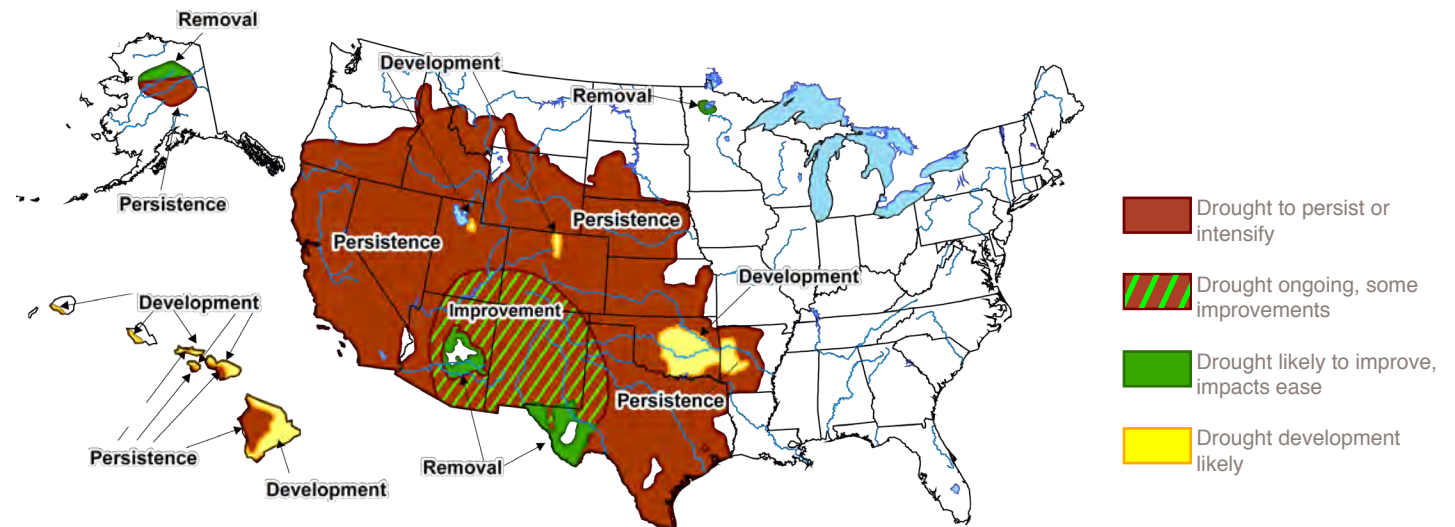 Removal
Development
Removal
Persistence
Persistence
Persistence
Development
Development
Improvement
Persistence
Persistence
Removal
Development
Drought to persist or
intensify
Drought ongoing, some
improvements
Drought likely to improve,
impacts ease
Drought development
likely